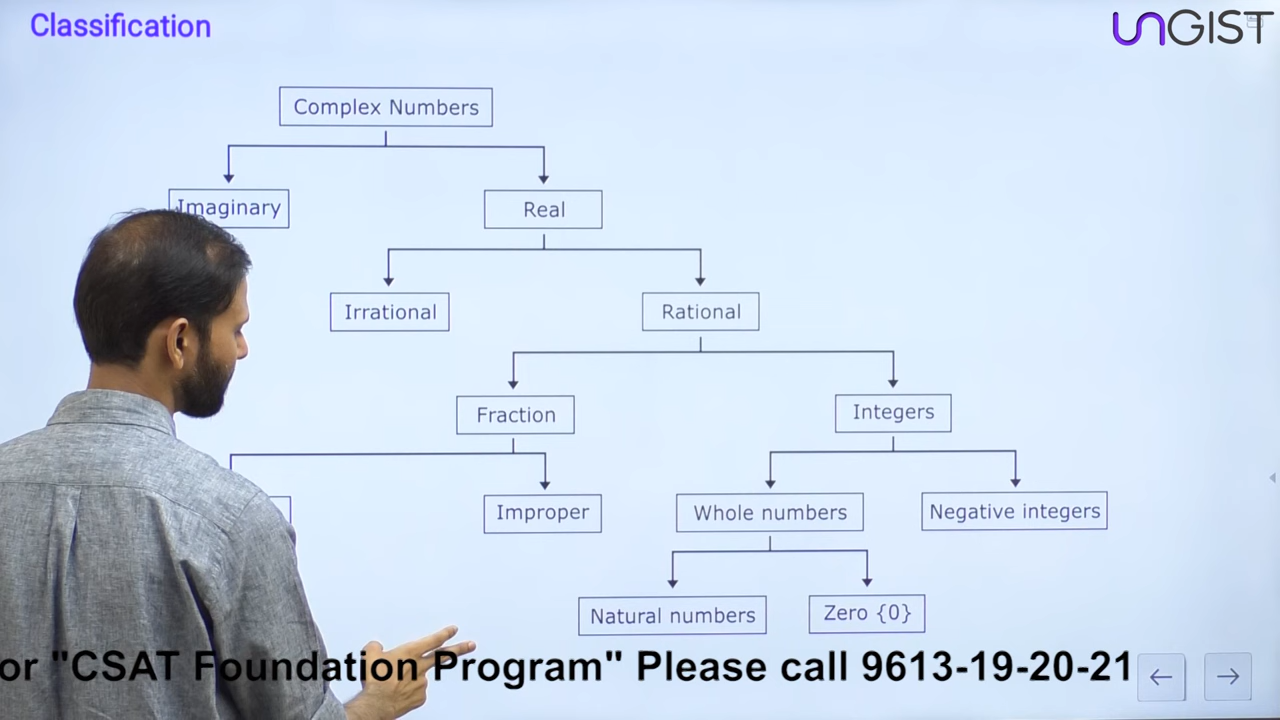 Classification
UNGIST
Complex Numbers
Imaginary
Real
Irrational
Rational
Fraction
Integers
Improper
Whole numbers
Negative integers
Natural numbers
Zero {0}
or "CSAT Foundation Program" Please call 9613-19-20-21